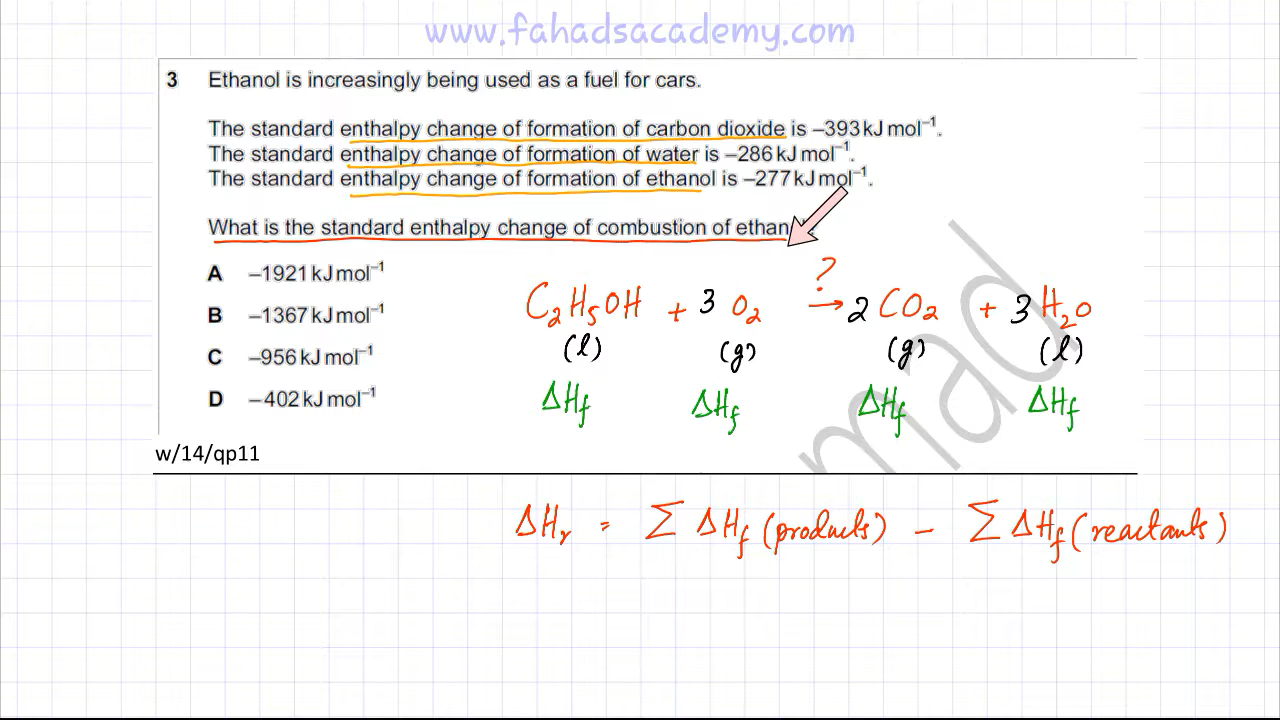 www.fahadsacademy.com
3 Ethanol is increasingly being used as a fuel for cars.
The standard enthalpy change of formation of carbon dioxide is –393 kJ mol⁻¹.
The standard enthalpy change of formation of water is –286 kJ mol⁻¹.
The standard enthalpy change of formation of ethanol is –277 kJ mol⁻¹.
What is the standard enthalpy change of combustion of ethan
A –1921 kJ mol⁻¹
B –1367 kJ mol⁻¹
C –956 kJ mol⁻¹
D –402 kJ mol⁻¹
?
C₂H₅OH + 3 O₂ → 2 CO₂ + 3 H₂O
(l) (g) (g) (l)
ΔHf ΔHf ΔHf ΔHf
w/14/qp11
ΔHr = Σ ΔHf (products) – Σ ΔHf (reactants)
mad